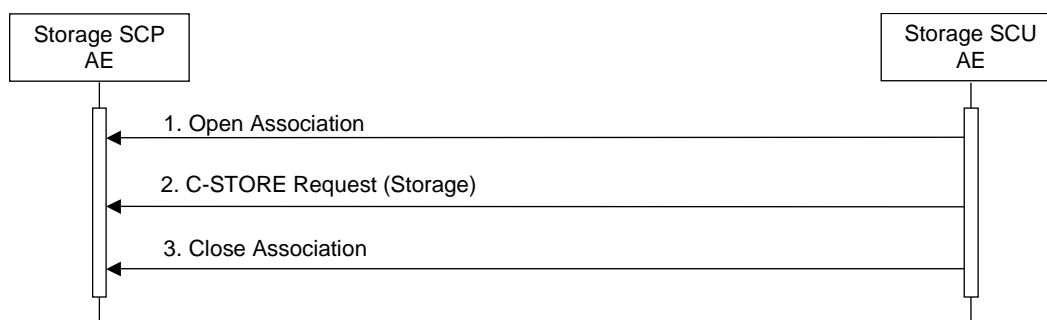 Storage SCP
AE
Storage SCU
AE
1. Open Association
2. C-STORE Request (Storage)
3. Close Association